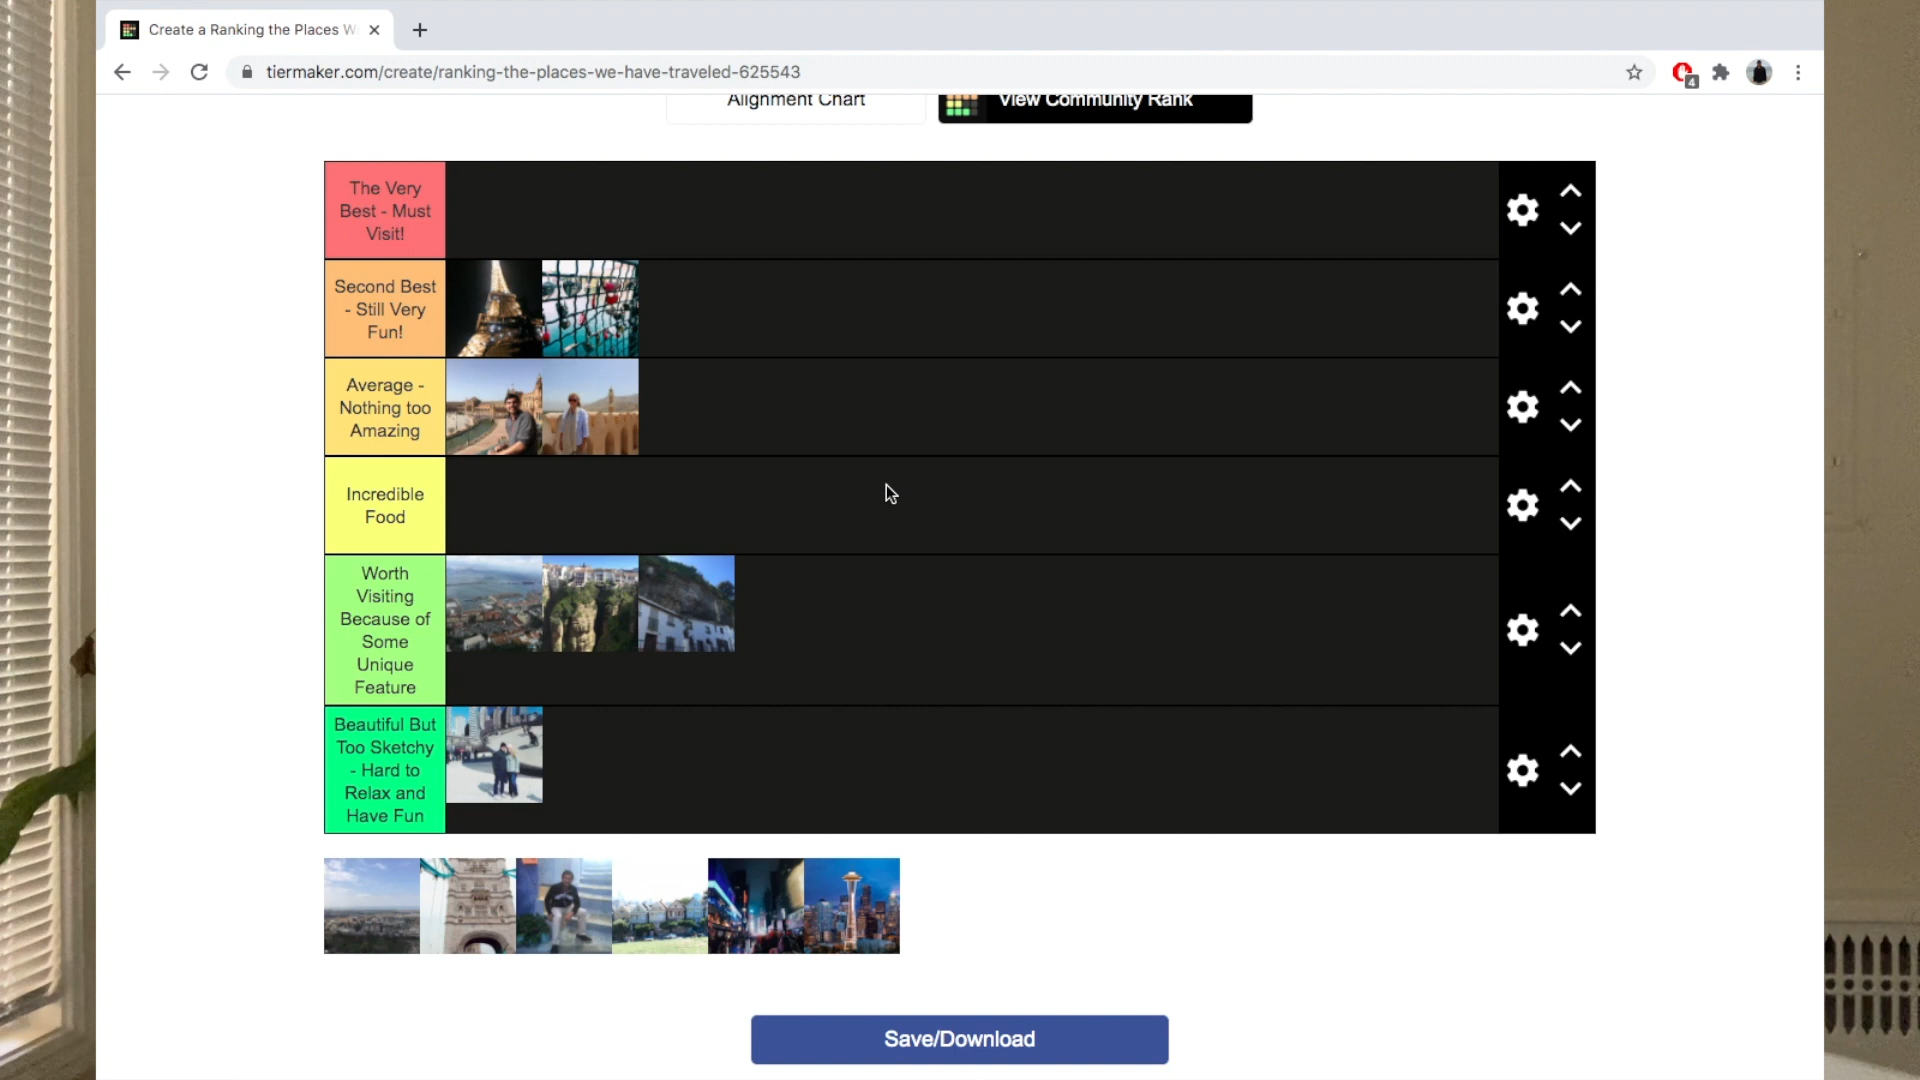 Create a Ranking the Places W
tiermaker.com/create/ranking-the-places-we-have-traveled-625543
4
Alignment Chart
View Community Rank
The Very
Best - Must
Visit!
Second Best
- Still Very
Fun!
Average -
Nothing too
Amazing
Incredible
Food
Worth
Visiting
Because of
Some
Unique
Feature
Beautiful But
Too Sketchy
- Hard to
Relax and
Have Fun
Save/Download